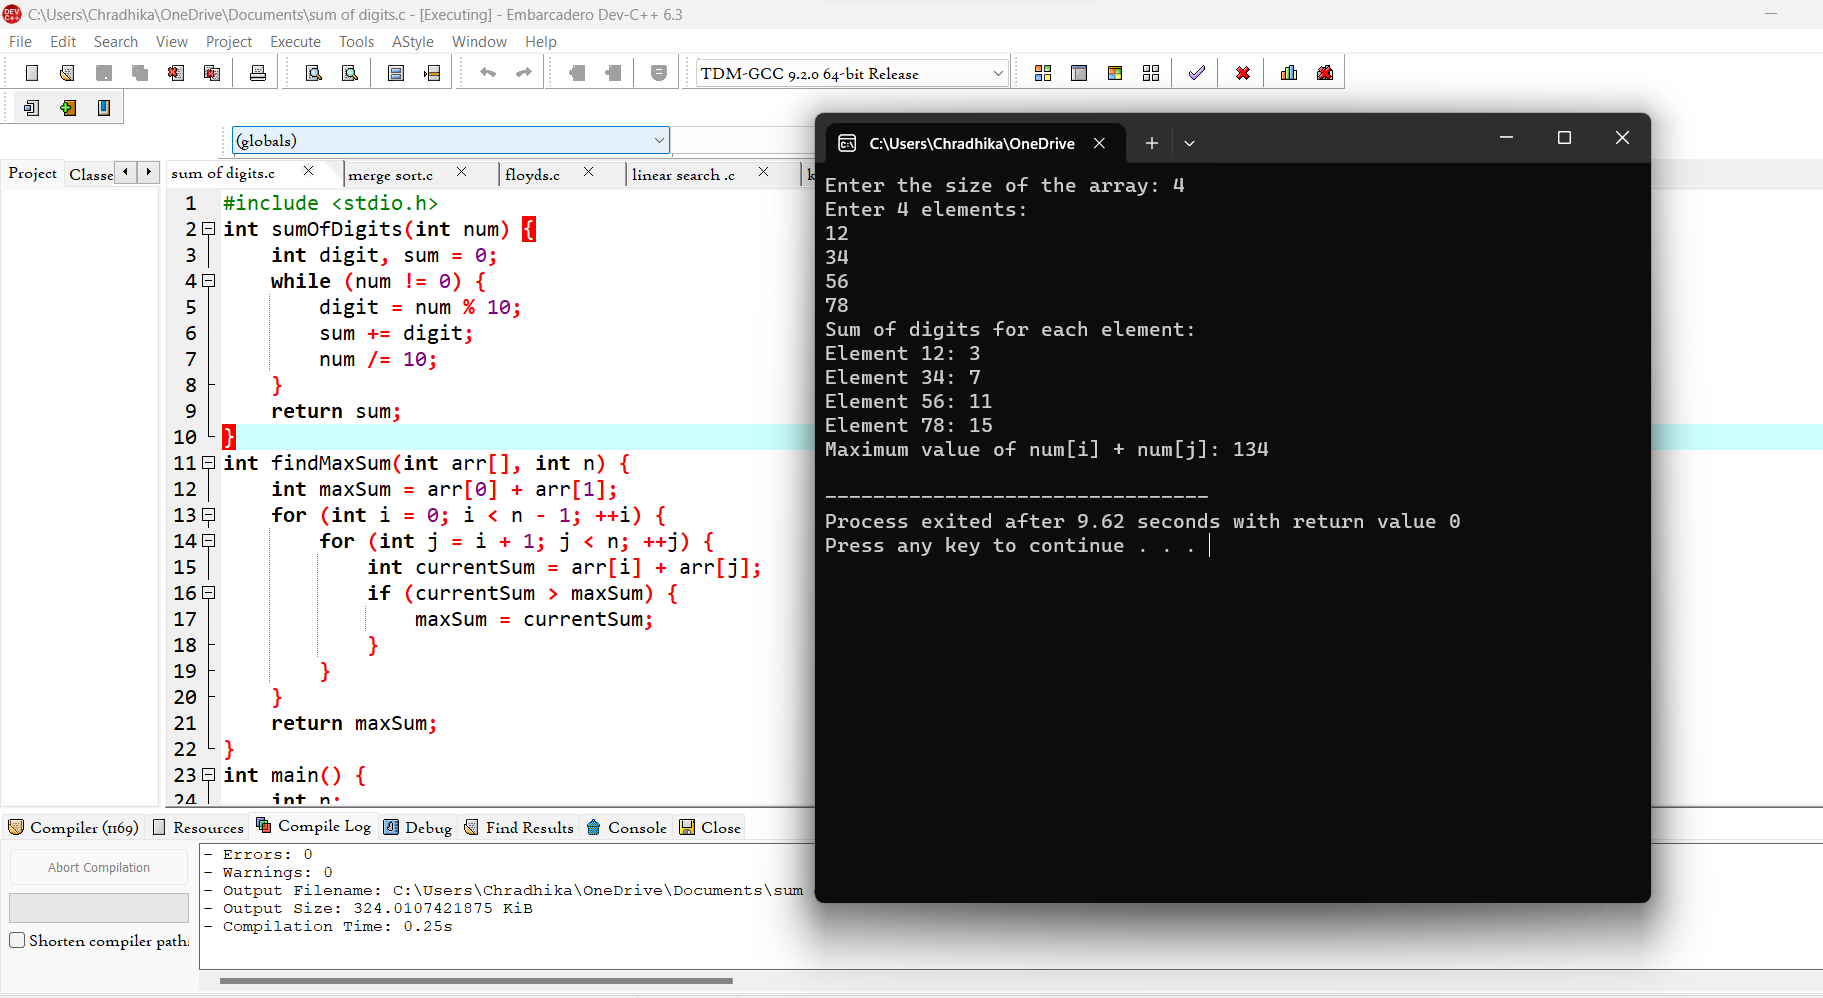 C:\Users\Chradhika\OneDrive\Documents\sum of digits.c - [Executing] - Embarcadero Dev-C++ 6.3
File Edit Search View Project Execute Tools AStyle Window Help
TDM-GCC 9.2.0 64-bit Release
(globals)
Project Classe
sum of digits.c merge sort.c floyds.c linear search .c
1 #include <stdio.h>
2 int sumOfDigits(int num) {
3 int digit, sum = 0;
4 while (num != 0) {
5 digit = num % 10;
6 sum += digit;
7 num /= 10;
8 }
9 return sum;
10 }
11 int findMaxSum(int arr[], int n) {
12 int maxSum = arr[0] + arr[1];
13 for (int i = 0; i < n - 1; ++i) {
14 for (int j = i + 1; j < n; ++j) {
15 int currentSum = arr[i] + arr[j];
16 if (currentSum > maxSum) {
17 maxSum = currentSum;
18 }
19 }
20 }
21 return maxSum;
22 }
23 int main() {
24 int n;
C:\Users\Chradhika\OneDrive
Enter the size of the array: 4
Enter 4 elements:
12
34
56
78
Sum of digits for each element:
Element 12: 3
Element 34: 7
Element 56: 11
Element 78: 15
Maximum value of num[i] + num[j]: 134
--------------------------------
Process exited after 9.62 seconds with return value 0
Press any key to continue . . .
Compiler (1169) Resources Compile Log Debug Find Results Console Close
Abort Compilation
Shorten compiler paths
- Errors: 0
- Warnings: 0
- Output Filename: C:\Users\Chradhika\OneDrive\Documents\sum
- Output Size: 324.0107421875 KiB
- Compilation Time: 0.25s